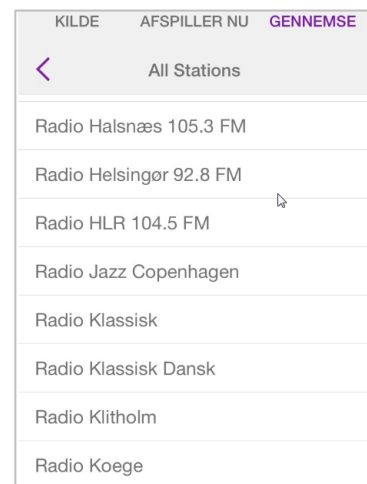 KILDE AFSPILLER NU GENNEMSE
All Stations
Radio Halsnæs 105.3 FM
Radio Helsingør 92.8 FM
Radio HLR 104.5 FM
Radio Jazz Copenhagen
Radio Klassisk
Radio Klassisk Dansk
Radio Klitholm
Radio Koege